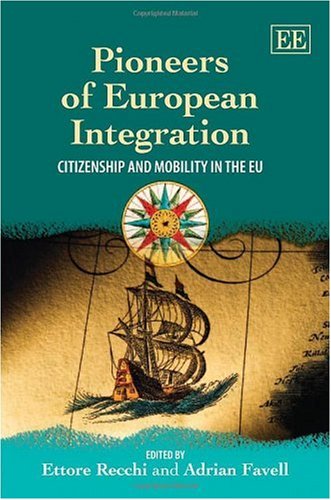 EE
Pioneers
of European
Integration
CITIZENSHIP AND MOBILITY IN THE EU
EDITED BY
Ettore Recchi and Adrian Favell